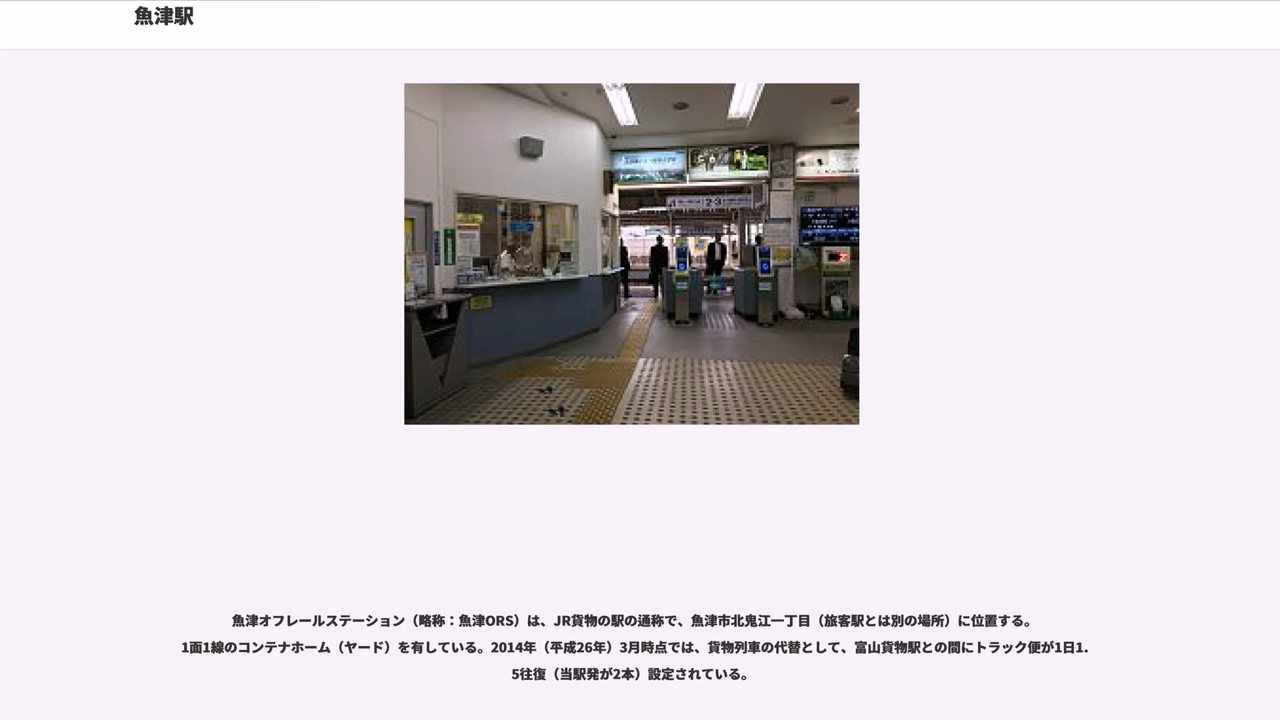 魚津駅
2·3
魚津オフレールステーション（略称：魚津ORS）は、JR貨物の駅の通称で、魚津市北鬼江一丁目（旅客駅とは別の場所）に位置する。
1面1線のコンテナホーム（ヤード）を有している。2014年（平成26年）3月時点では、貨物列車の代替として、富山貨物駅との間にトラック便が1日1.
5往復（当駅発が2本）設定されている。